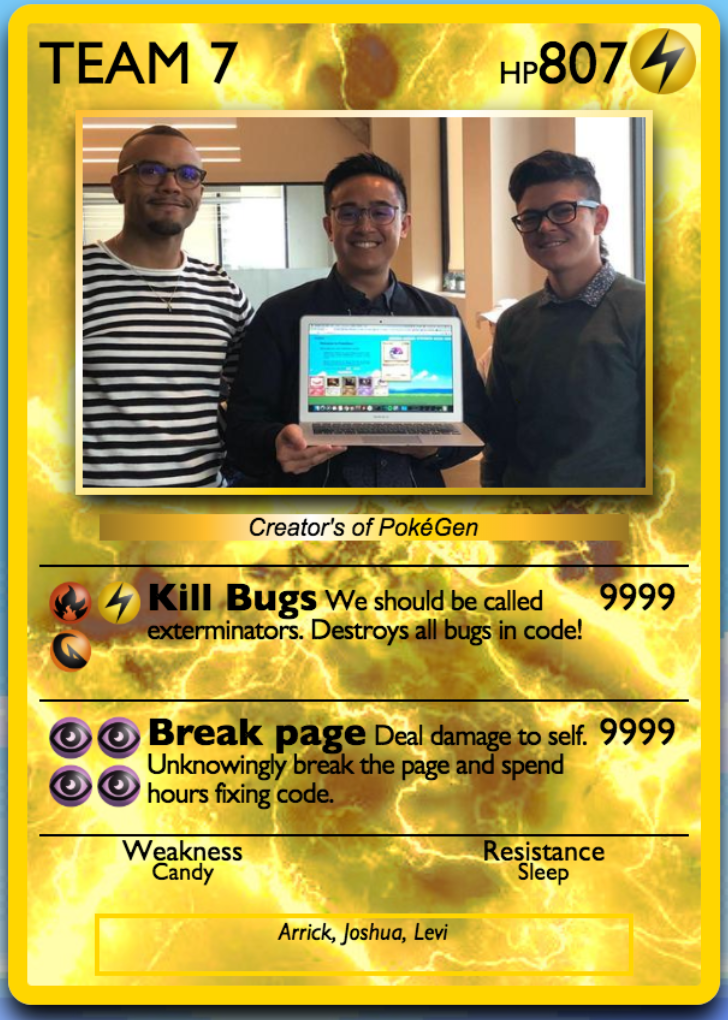 TEAM 7
HP807
Creator's of PokéGen
Kill Bugs We should be called 9999
exterminators. Destroys all bugs in code!
Break page Deal damage to self. 9999
Unknowingly break the page and spend
hours fixing code.
Weakness Resistance
Candy Sleep
Arrick, Joshua, Levi